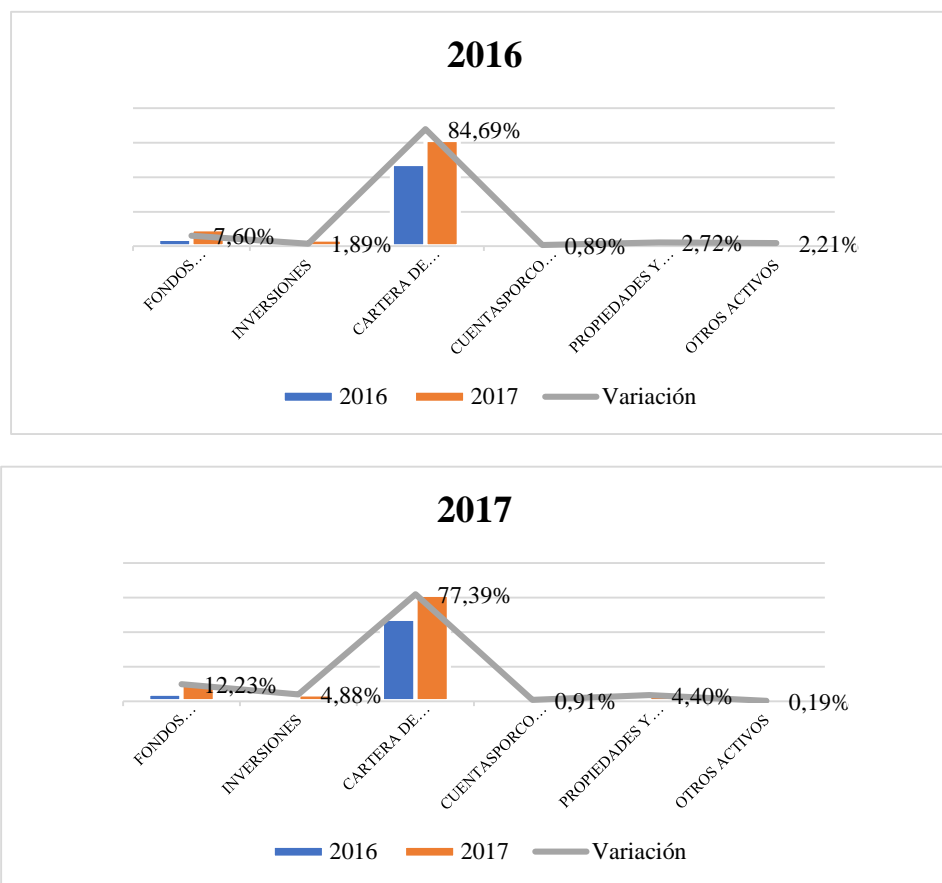 2016
84,69%
7,60%
1,89%
0,89%
2,72%
2,21%
FONDOS…
INVERSIONES
CARTERA DE…
CUENTASPORCO…
PROPIEDADES Y…
OTROS ACTIVOS
2016 2017 Variación
2017
77,39%
12,23%
4,88%
0,91%
4,40%
0,19%
FONDOS…
INVERSIONES
CARTERA DE…
CUENTASPORCO…
PROPIEDADES Y…
OTROS ACTIVOS
2016 2017 Variación